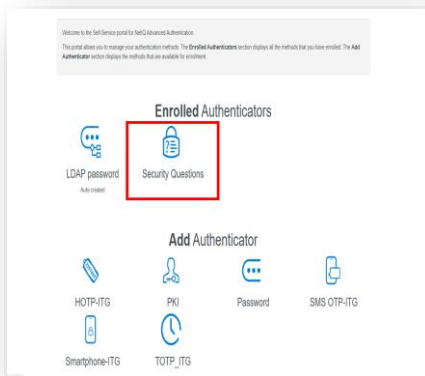 Welcome to the Self-Service portal for NetIQ Advanced Authentication.
This portal allows you to manage your authentication methods. The Enrolled Authenticators section displays all the methods that you have enrolled. The Add
Authenticator section displays the methods that are available for enrolment.
Enrolled Authenticators
LDAP password
Security Questions
Auto-created
Add Authenticator
HOTP-ITG
PKI
Password
SMS OTP-ITG
Smartphone-ITG
TOTP_ITG